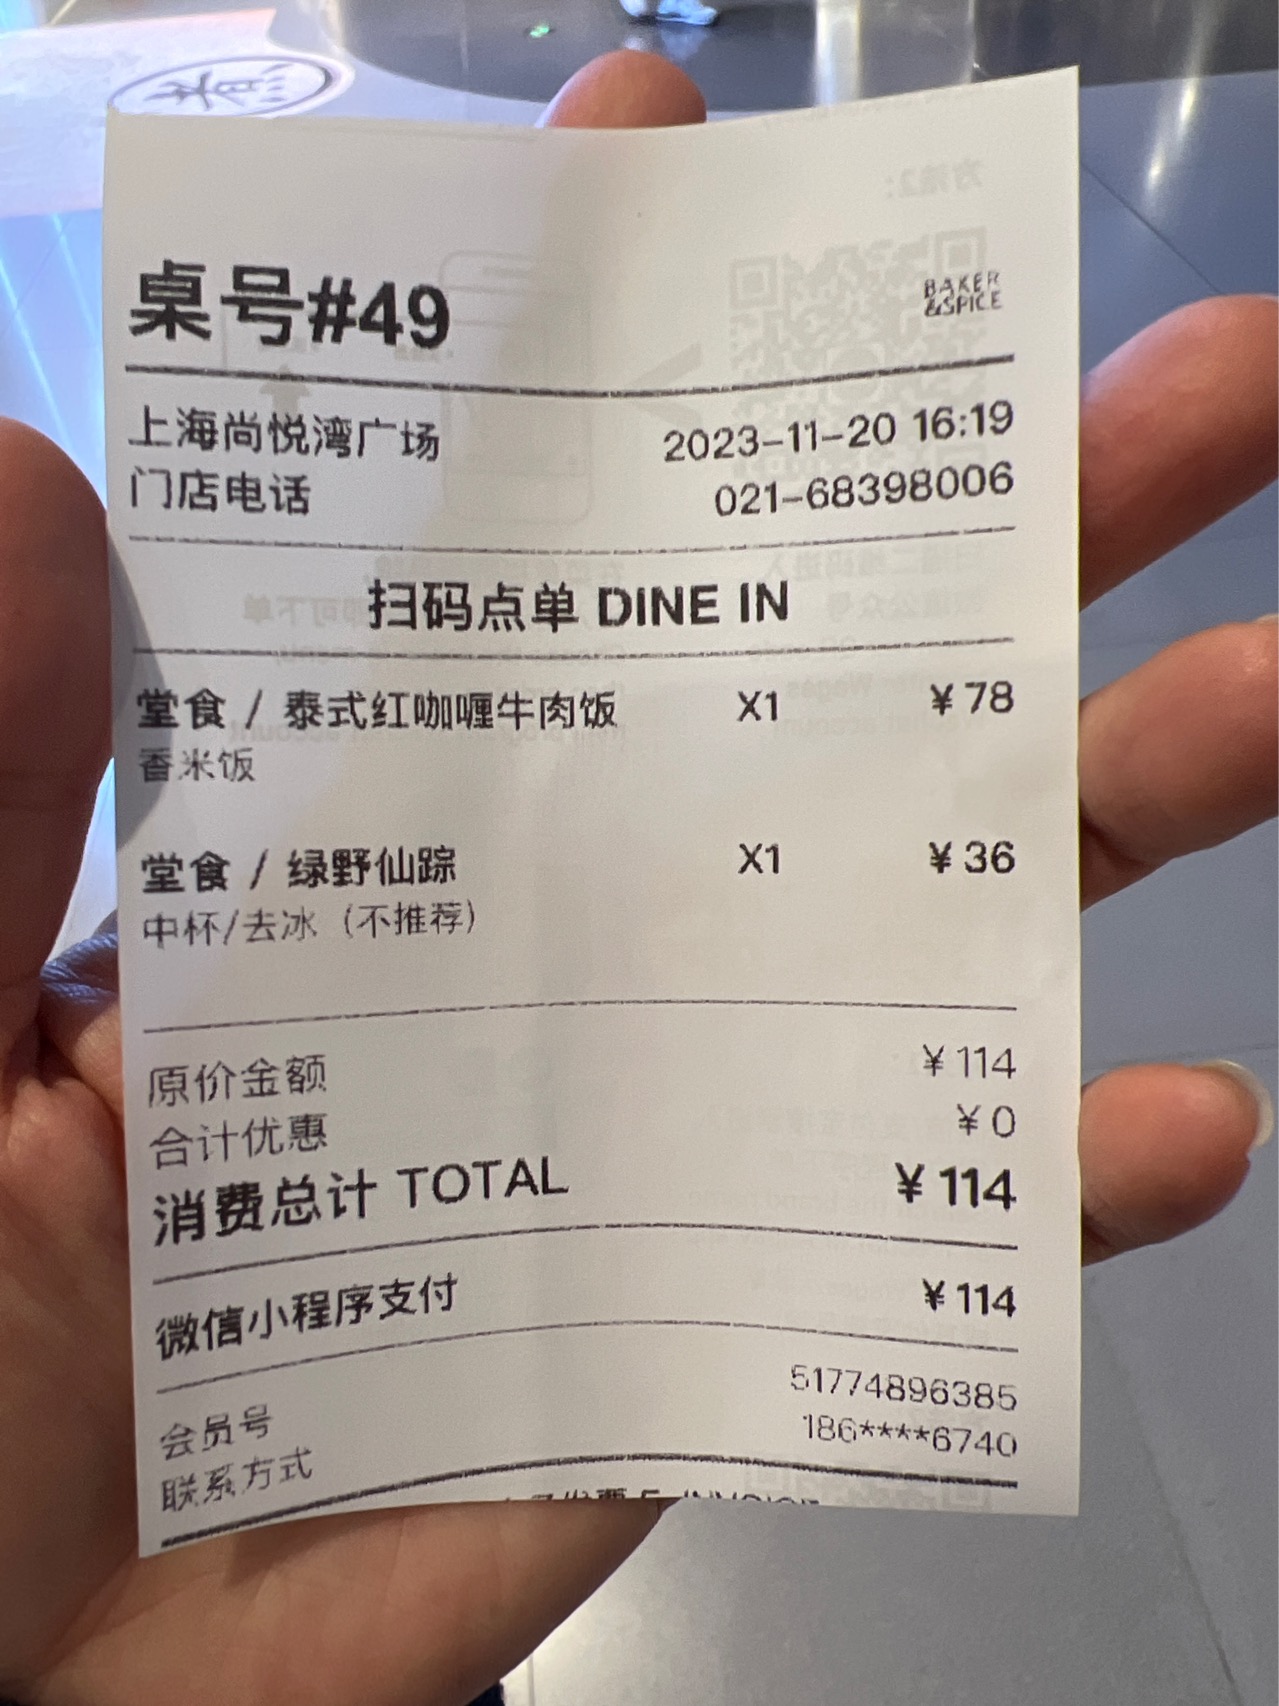 桌号#49
BAKER
&SPICE
上海尚悦湾广场 2023-11-20 16:19
门店电话 021-68398006
扫码点单 DINE IN
堂食 / 泰式红咖喱牛肉饭 X1 ¥78
香米饭
堂食 / 绿野仙踪 X1 ¥36
中杯/去冰（不推荐）
原价金额 ¥114
合计优惠 ¥0
消费总计 TOTAL ¥114
微信小程序支付 ¥114
会员号 51774896385
联系方式 186****6740